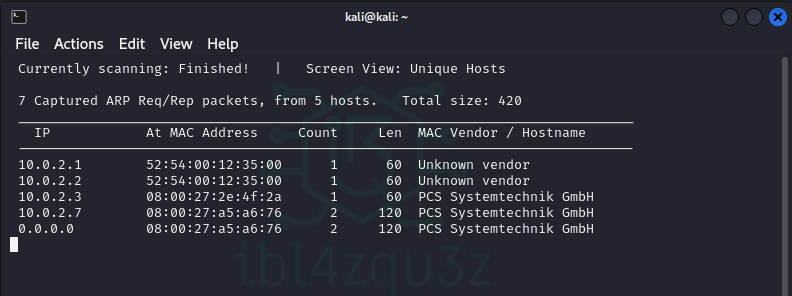 kali@kali: ~
File Actions Edit View Help
Currently scanning: Finished! | Screen View: Unique Hosts
7 Captured ARP Req/Rep packets, from 5 hosts. Total size: 420
IP At MAC Address Count Len MAC Vendor / Hostname
10.0.2.1 52:54:00:12:35:00 1 60 Unknown vendor
10.0.2.2 52:54:00:12:35:00 1 60 Unknown vendor
10.0.2.3 08:00:27:2e:4f:2a 1 60 PCS Systemtechnik GmbH
10.0.2.7 08:00:27:a5:a6:76 2 120 PCS Systemtechnik GmbH
0.0.0.0 08:00:27:a5:a6:76 2 120 PCS Systemtechnik GmbH
ibl4zqu3z